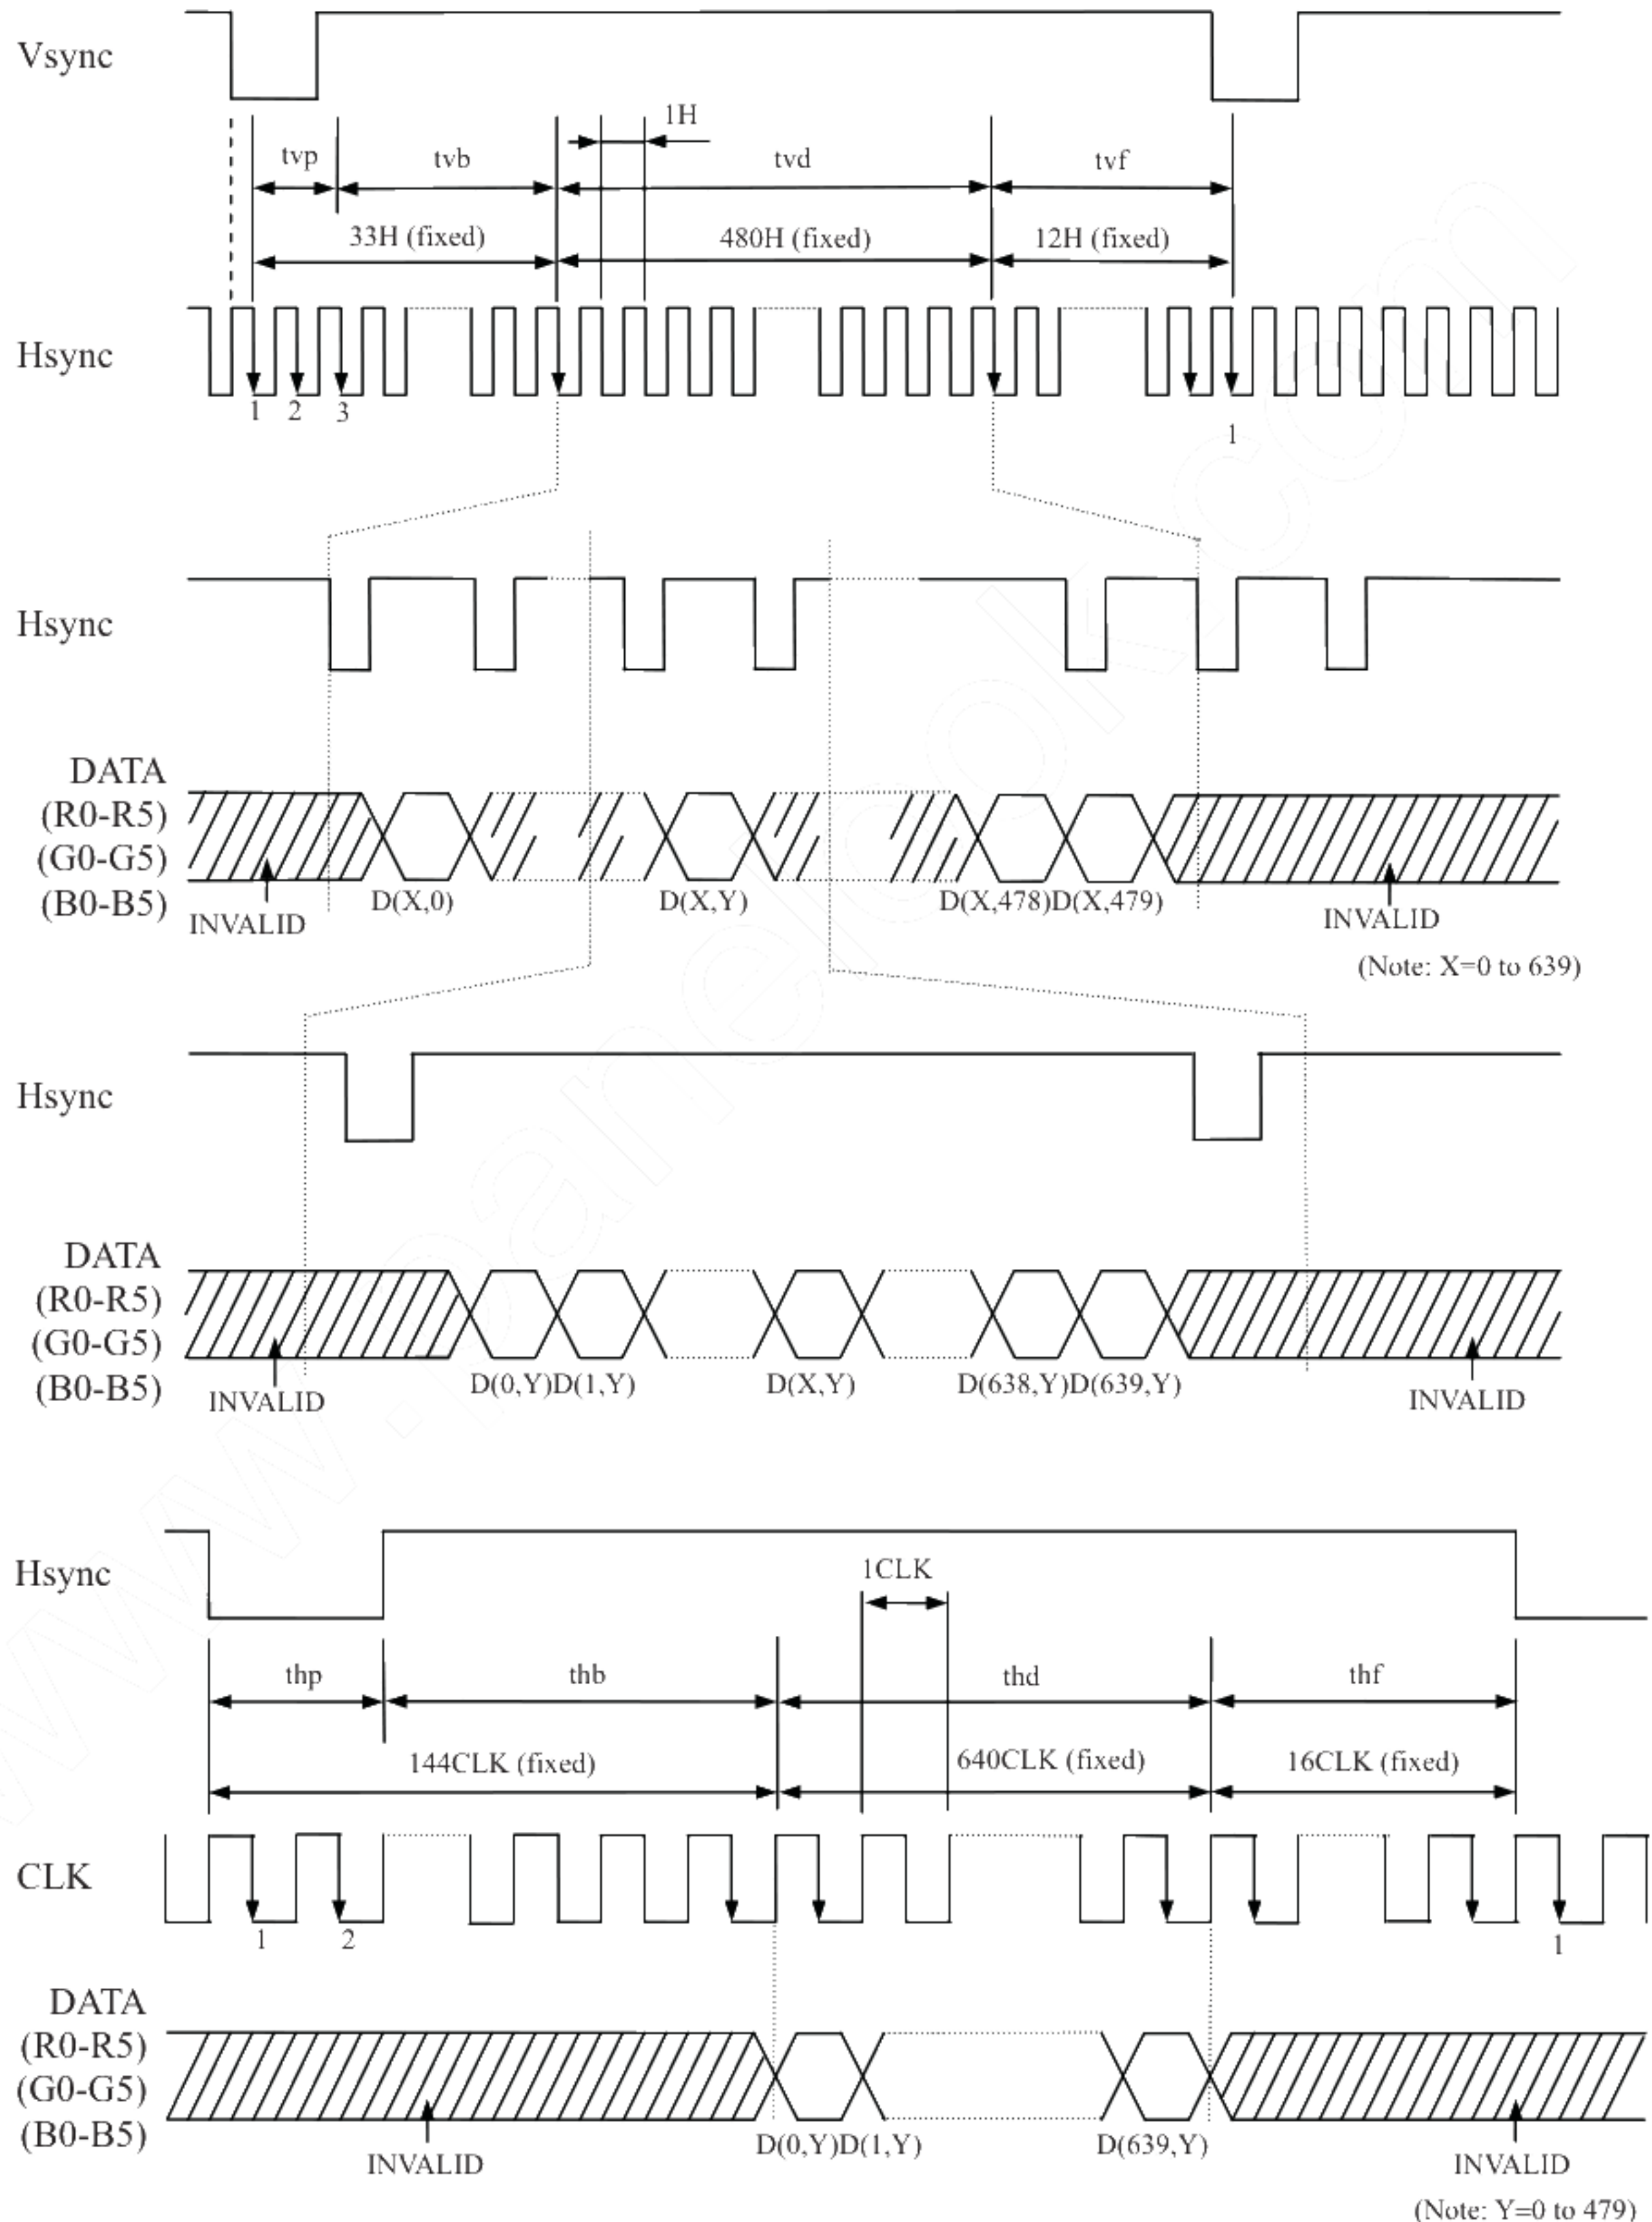 Vsync
1H
tvp tvb tvd tvf
33H (fixed) 480H (fixed) 12H (fixed)
Hsync
1 2 3
1
Hsync
DATA
(R0-R5)
(G0-G5)
(B0-B5)
D(X,0) D(X,Y) D(X,478)D(X,479)
INVALID INVALID
(Note: X=0 to 639)
Hsync
DATA
(R0-R5)
(G0-G5)
(B0-B5)
D(0,Y)D(1,Y) D(X,Y) D(638,Y)D(639,Y)
INVALID INVALID
Hsync
1CLK
thp thb thd thf
144CLK (fixed) 640CLK (fixed) 16CLK (fixed)
CLK
1 2 1
DATA
(R0-R5)
(G0-G5)
(B0-B5)
D(0,Y)D(1,Y) D(639,Y)
INVALID INVALID
(Note: Y=0 to 479)
www.panelook.com